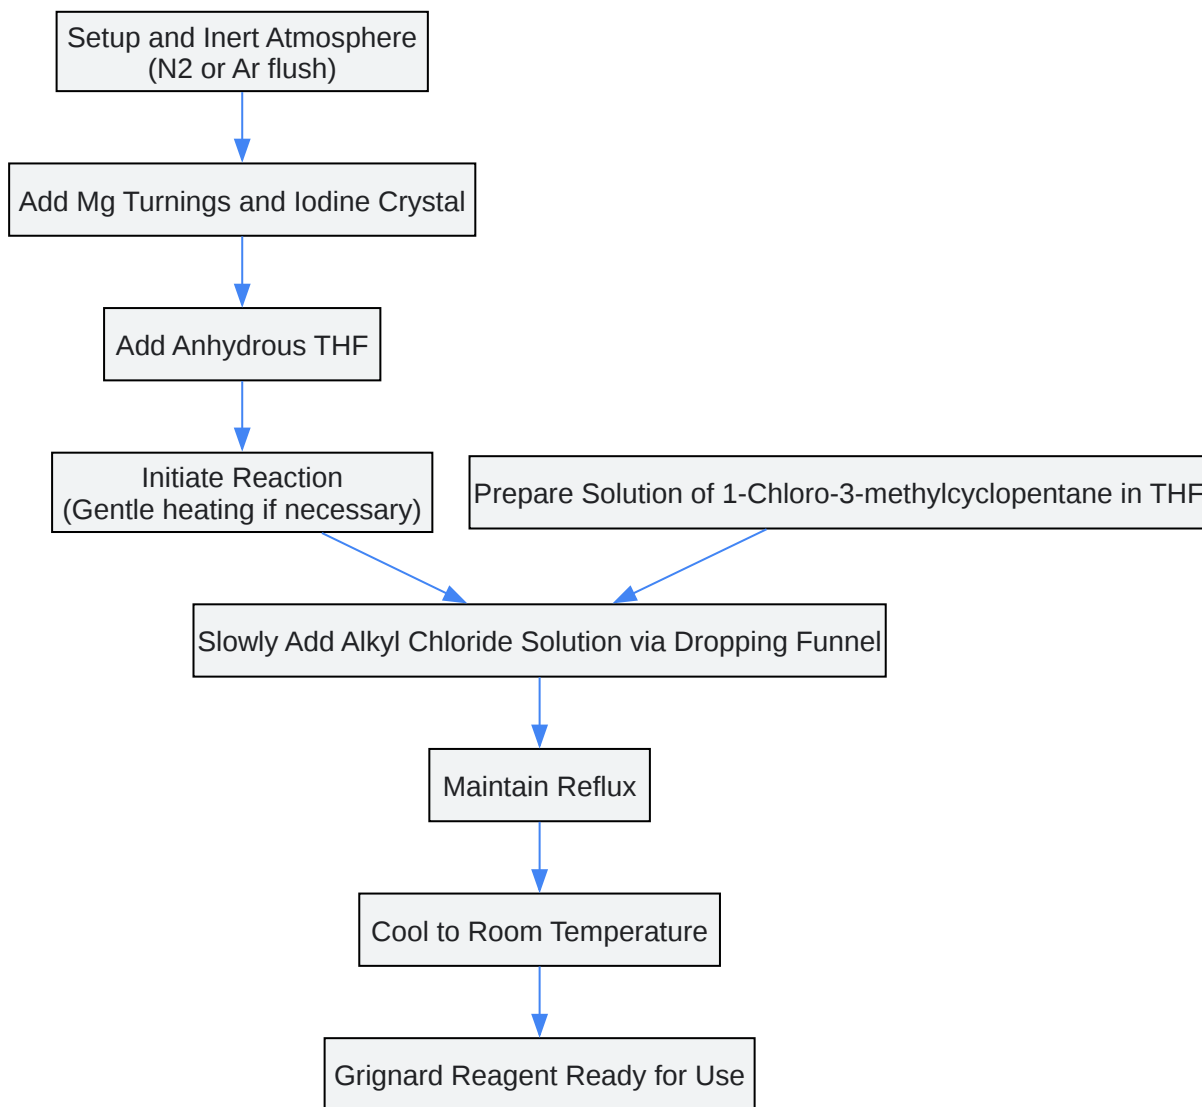 Setup and Inert Atmosphere
(N2 or Ar flush)
Add Mg Turnings and Iodine Crystal
Add Anhydrous THF
Initiate Reaction
(Gentle heating if necessary)
Prepare Solution of 1-Chloro-3-methylcyclopentane in THF
Slowly Add Alkyl Chloride Solution via Dropping Funnel
Maintain Reflux
Cool to Room Temperature
Grignard Reagent Ready for Use